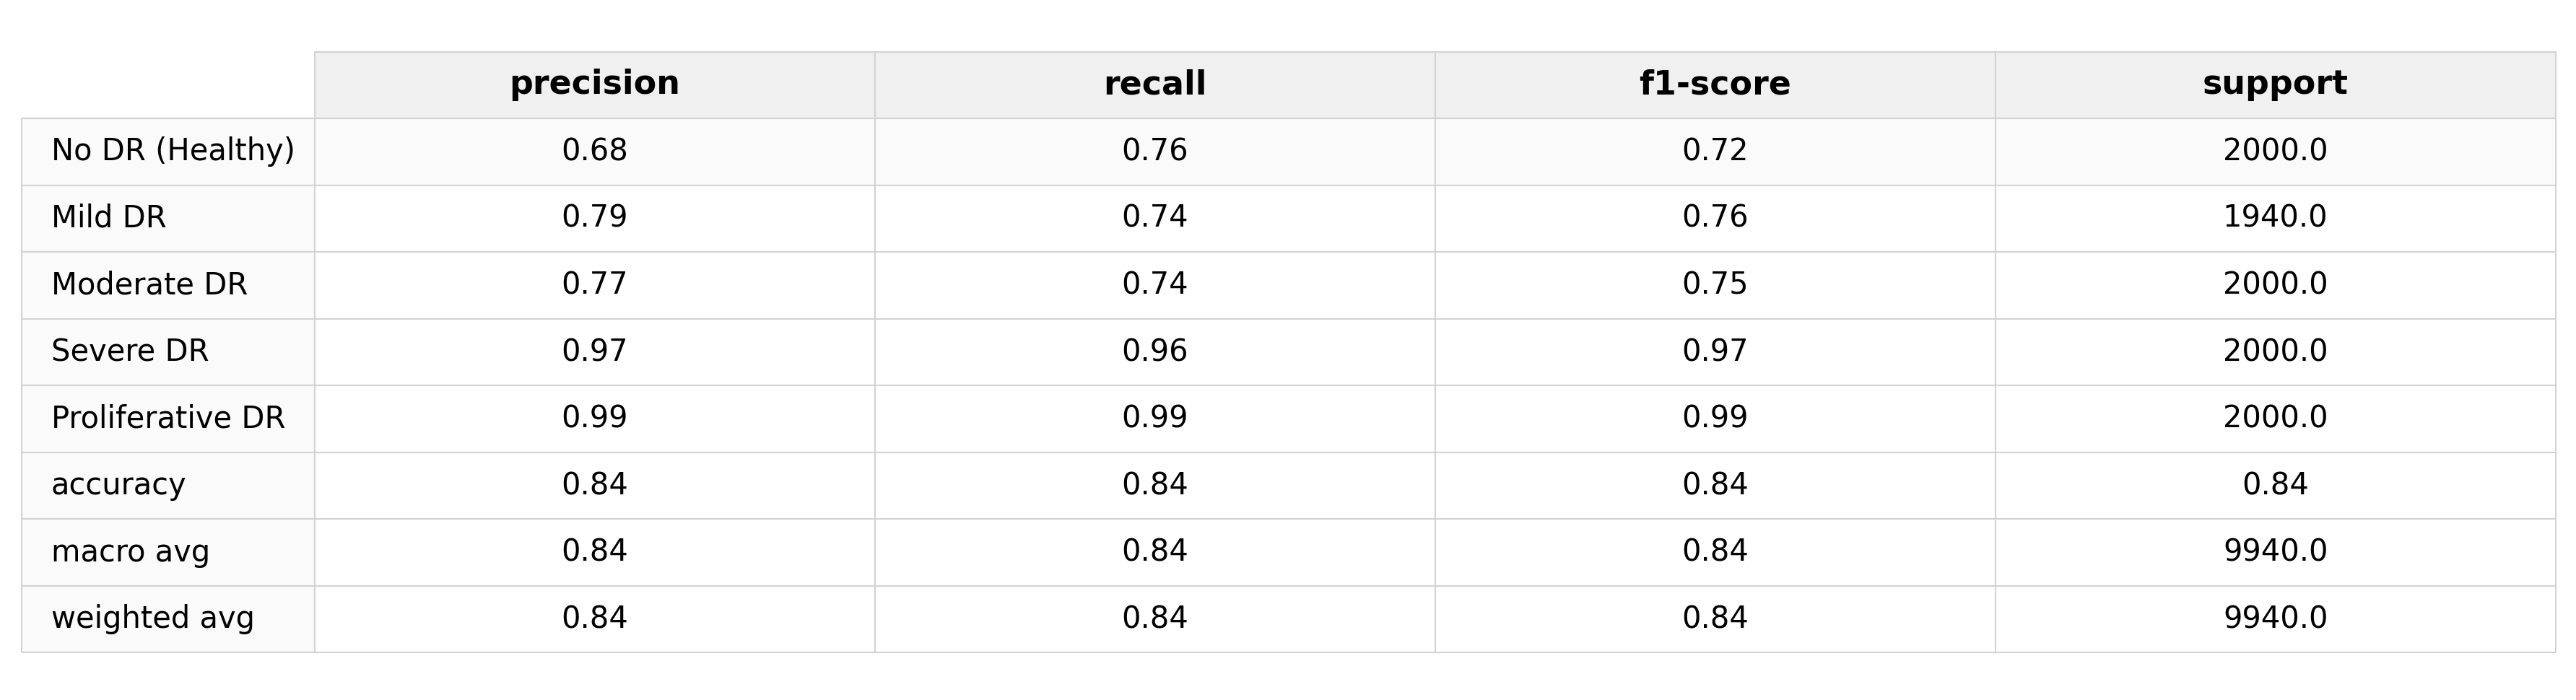 precision recall f1-score support
No DR (Healthy) 0.68 0.76 0.72 2000.0
Mild DR 0.79 0.74 0.76 1940.0
Moderate DR 0.77 0.74 0.75 2000.0
Severe DR 0.97 0.96 0.97 2000.0
Proliferative DR 0.99 0.99 0.99 2000.0
accuracy 0.84 0.84 0.84 0.84
macro avg 0.84 0.84 0.84 9940.0
weighted avg 0.84 0.84 0.84 9940.0